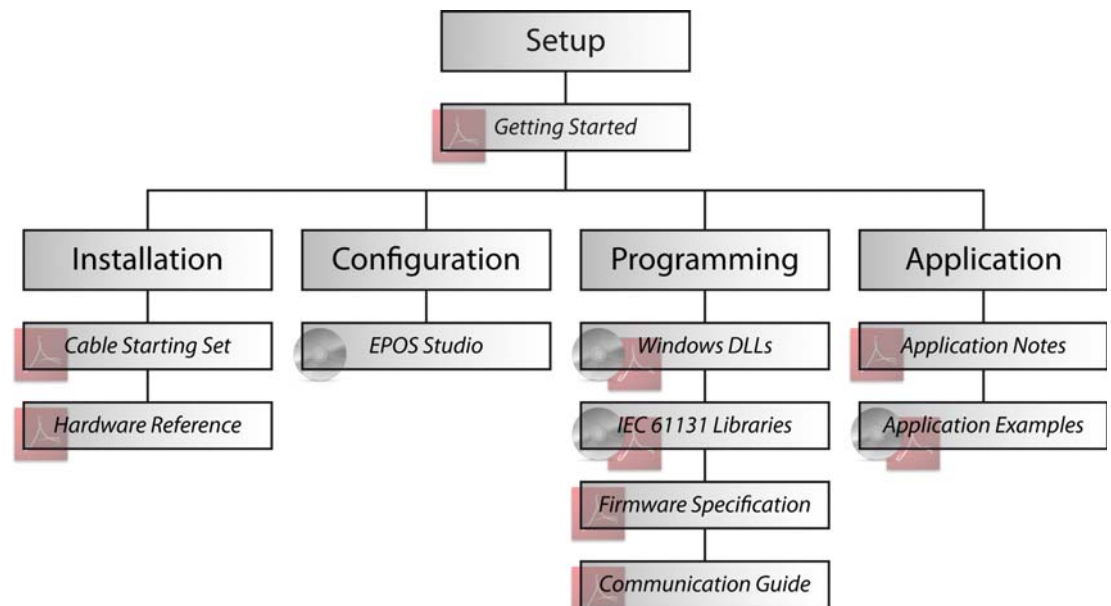 Setup
Getting Started
Installation
Cable Starting Set
Hardware Reference
Configuration
EPOS Studio
Programming
Windows DLLs
IEC 61131 Libraries
Firmware Specification
Communication Guide
Application
Application Notes
Application Examples